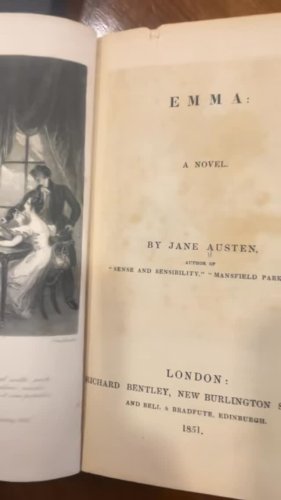 EMMA:
A NOVEL.
BY JANE AUSTEN,
AUTHOR OF
"SENSE AND SENSIBILITY," "MANSFIELD PARK
LONDON:
RICHARD BENTLEY, NEW BURLINGTON S
AND BELL & BRADFUTE, EDINBURGH.
1851.